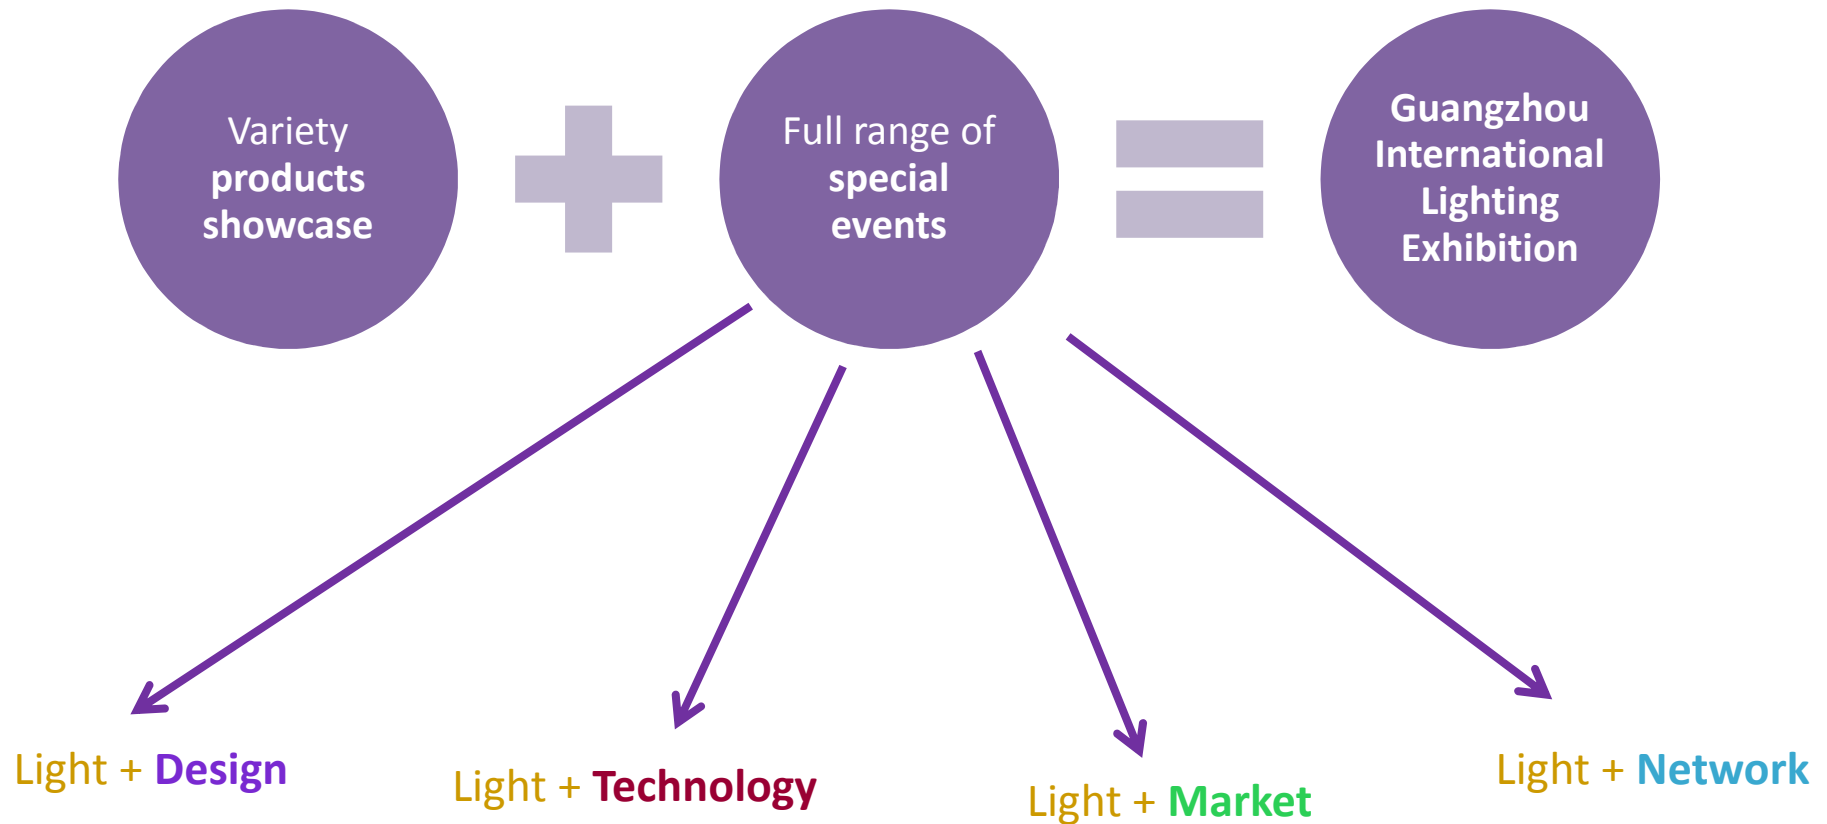 Variety
products
showcase
Full range of
special
events
Guangzhou
International
Lighting
Exhibition
Light + Design
Light + Technology
Light + Market
Light + Network